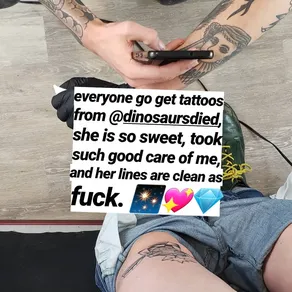 everyone go get tattoos
from @dinosaursdied,
she is so sweet, took
such good care of me,
and her lines are clean as
fuck. 🎇💖💎